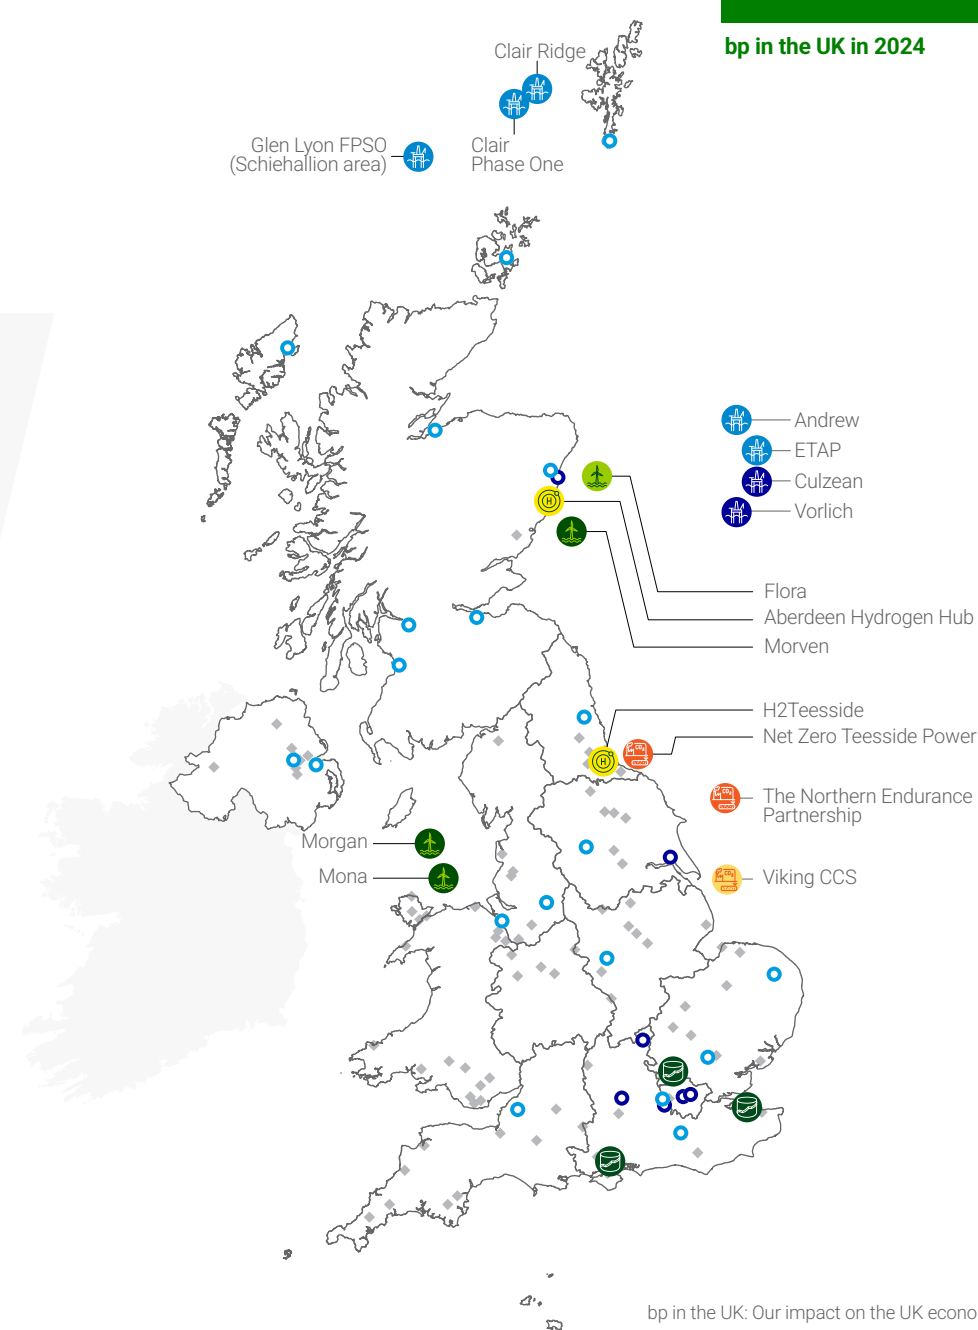 bp in the UK in 2024
Clair Ridge
Glen Lyon FPSO
(Schiehallion area)
Clair
Phase One
Andrew
ETAP
Culzean
Vorlich
Flora
Aberdeen Hydrogen Hub
Morven
H2Teesside
Net Zero Teesside Power
The Northern Endurance
Partnership
Morgan
Mona
Viking CCS
bp in the UK: Our impact on the UK econo